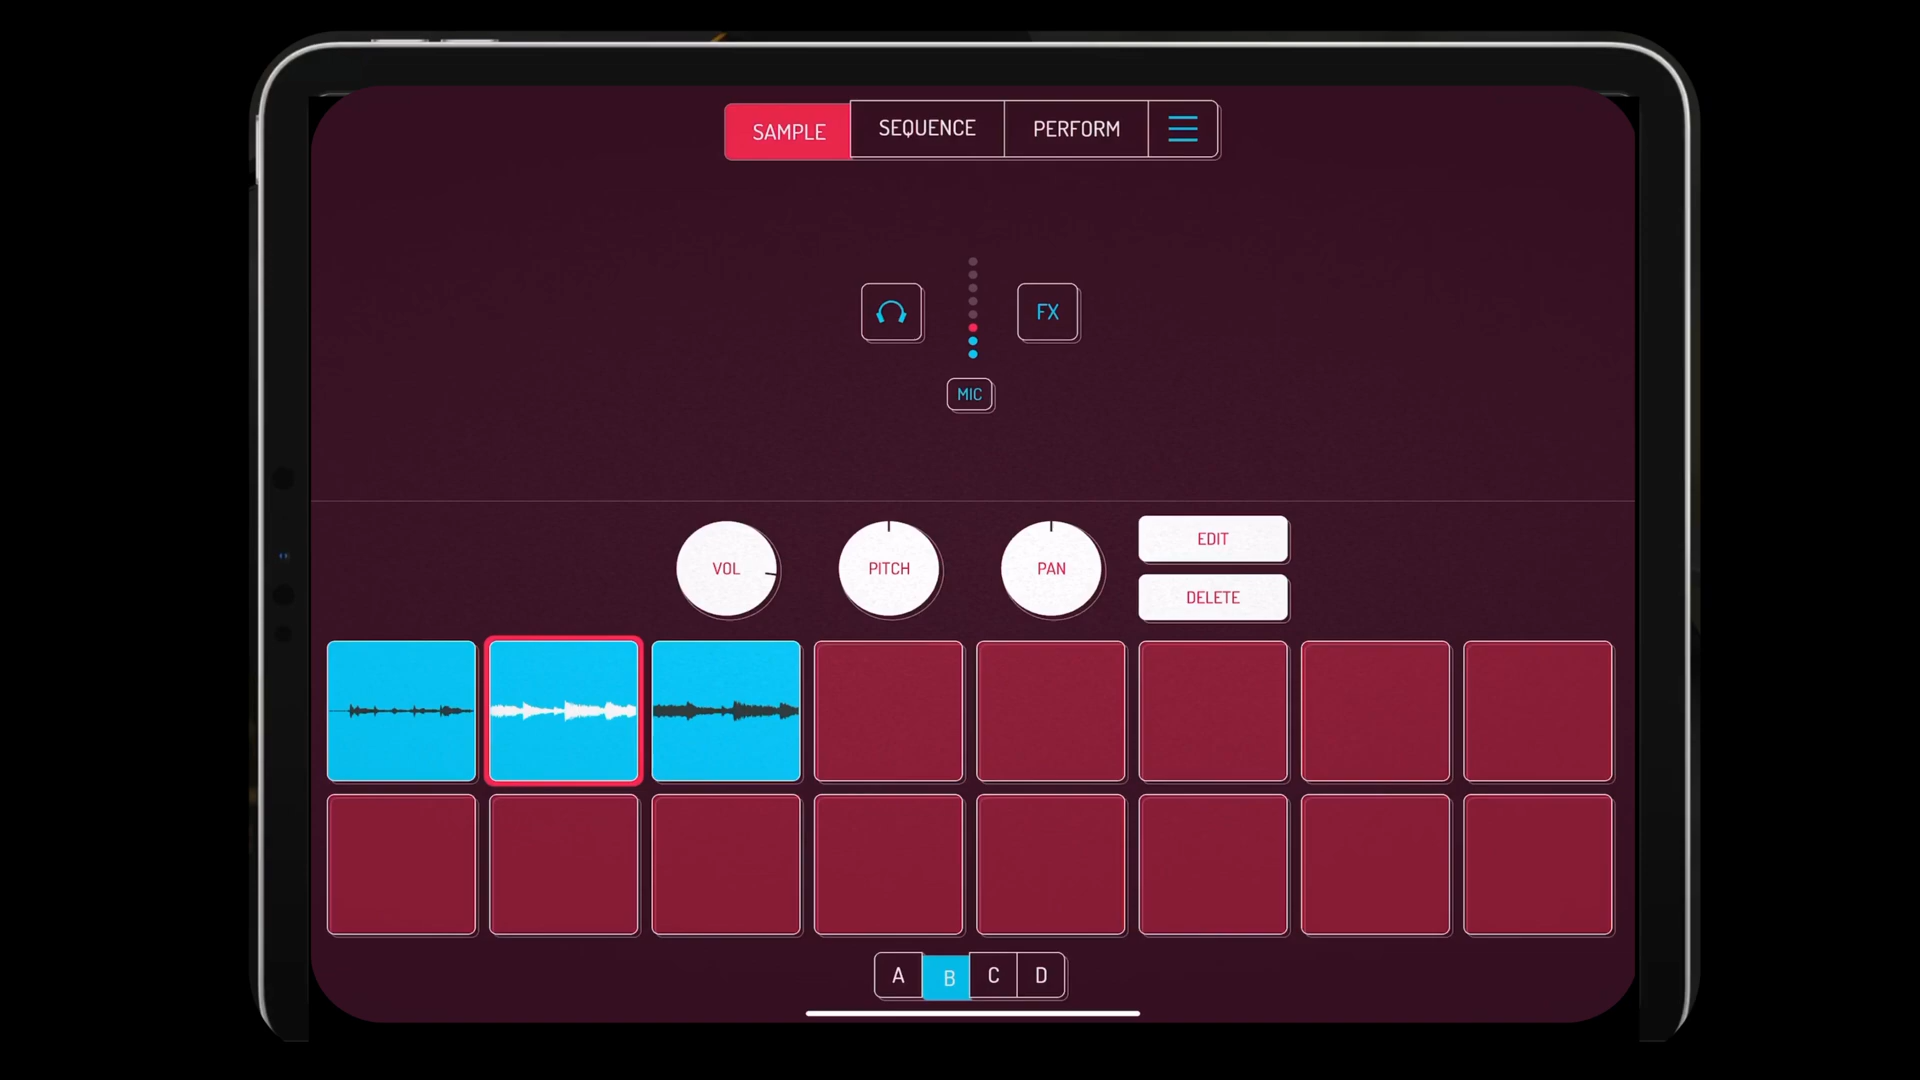 SAMPLE SEQUENCE PERFORM
FX
MIC
VOL PITCH PAN EDIT
DELETE
A B C D